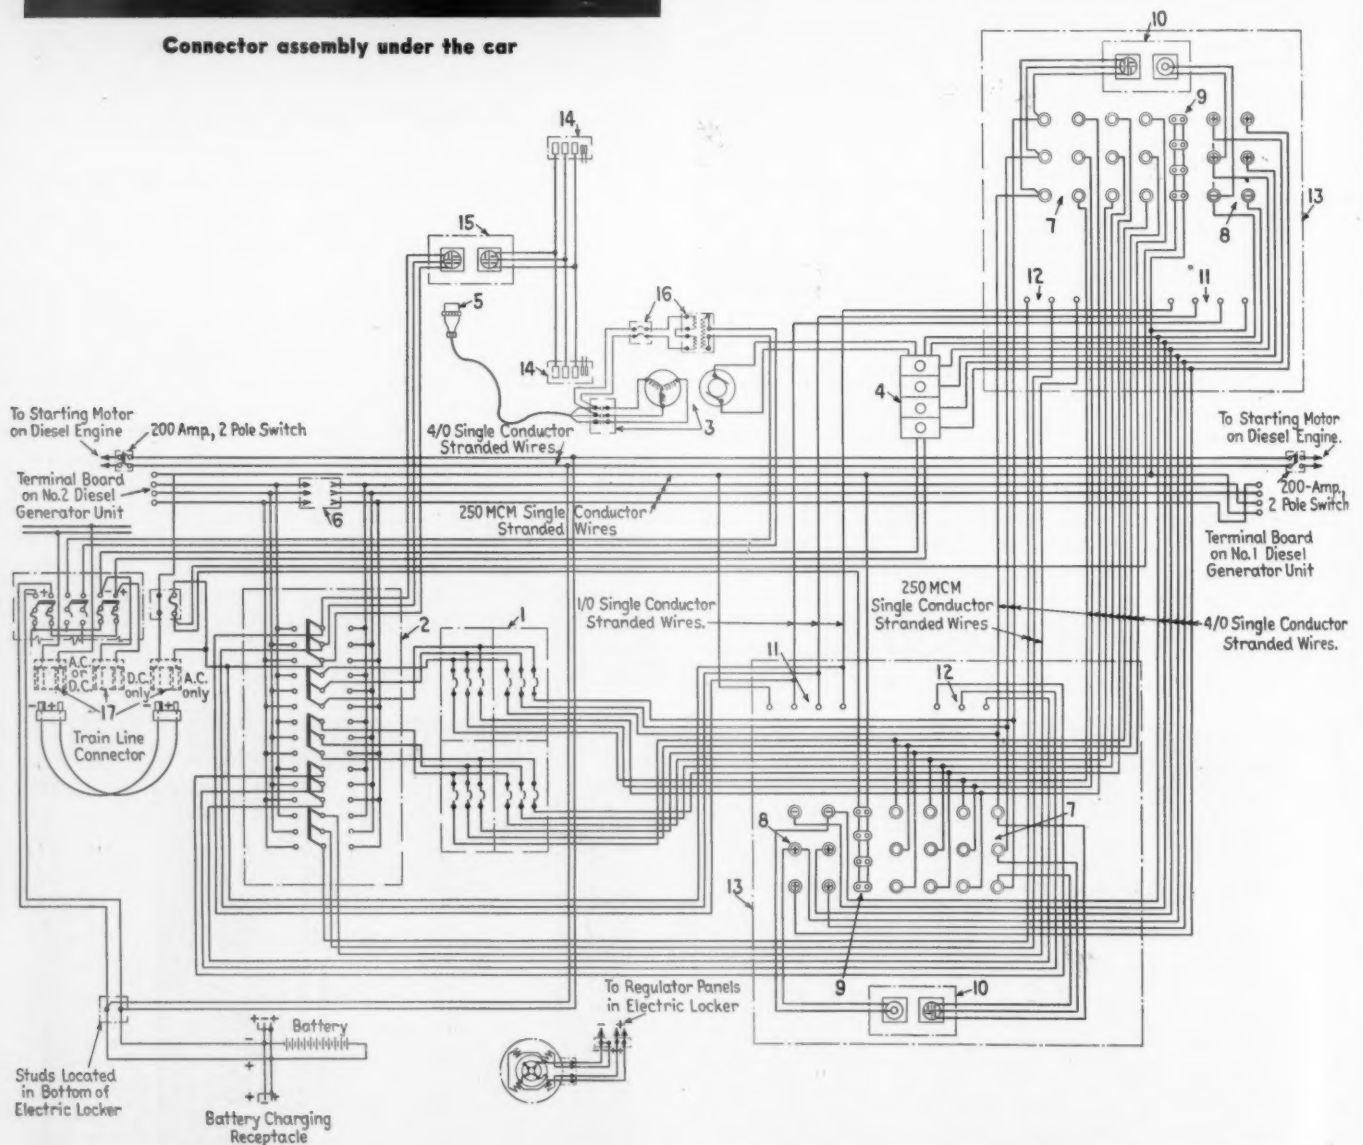 Connector assembly under the car
10
9
7
8
13
12
11
14
15
5
16
14
3
4
To Starting Motor
on Diesel Engine
200 Amp., 2 Pole Switch
4/0 Single Conductor
Stranded Wires
To Starting Motor
on Diesel Engine.
Terminal Board
on No.2 Diesel
Generator Unit
6
250 MCM Single Conductor
Stranded Wires
200-Amp.,
2 Pole Switch
Terminal Board
on No.1 Diesel
Generator Unit
- +
- +
A.C.
or
D.C.
D.C.
only
A.C.
only
17
- +
- +
Train Line
Connector
2
1
1/0 Single Conductor
Stranded Wires.
250 MCM
Single Conductor
Stranded Wires
4/0 Single Conductor
Stranded Wires.
11
12
8
7
13
9
10
To Regulator Panels
in Electric Locker
- +
Studs Located
in Bottom of
Electric Locker
Battery
- +
Battery Charging
Receptacle